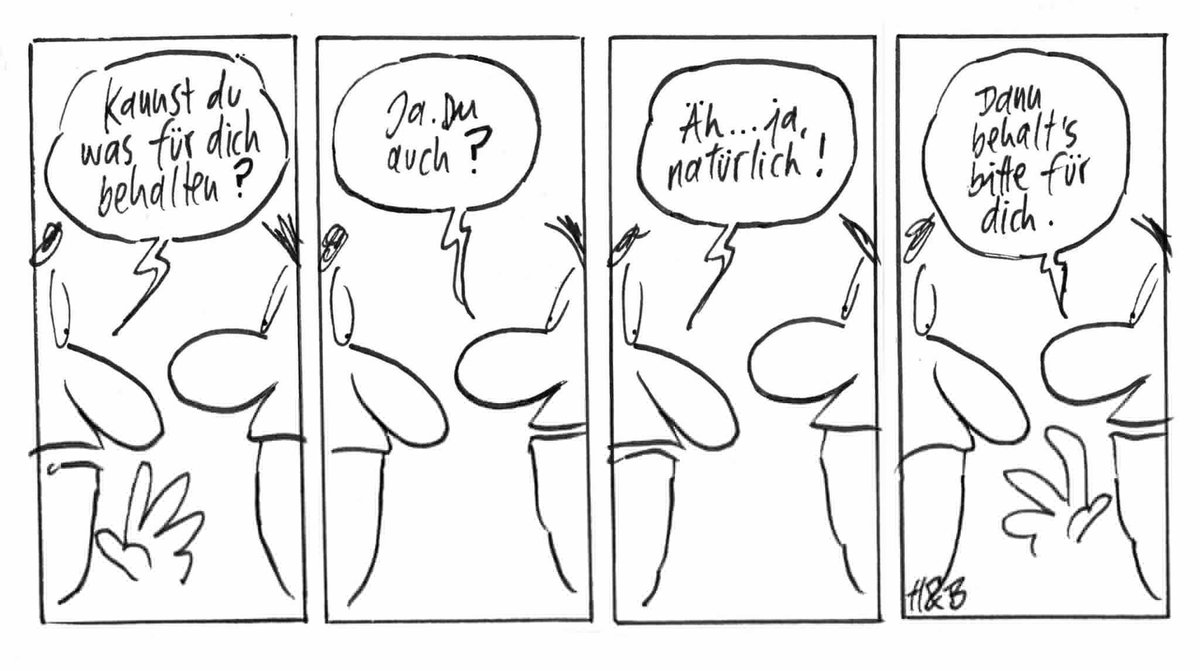 Kannst du
was für dich
behalten?
Ja. Du
auch?
Äh... ja,
natürlich!
Dann
behalt's
bitte für
dich.
H&B